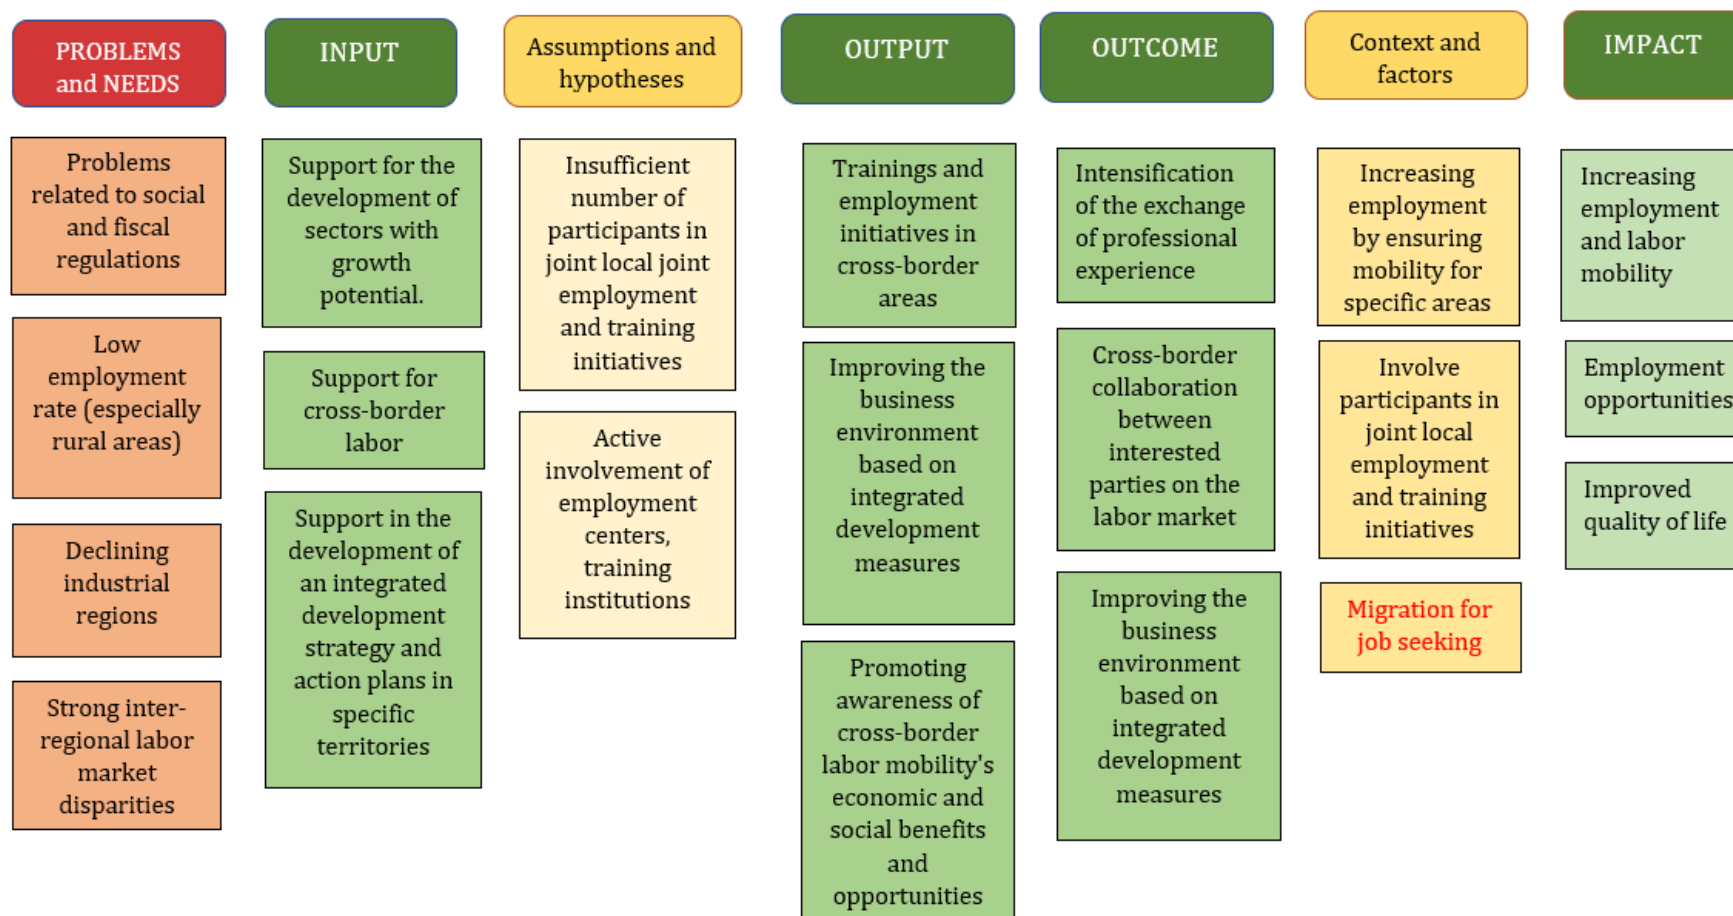 PROBLEMS
and NEEDS
INPUT
Assumptions and
hypotheses
OUTPUT
OUTCOME
Context and
factors
IMPACT
Problems
related to social
and fiscal
regulations
Low
employment
rate (especially
rural areas)
Declining
industrial
regions
Strong inter-
regional labor
market
disparities
Support for the
development of
sectors with
growth
potential.
Support for
cross-border
labor
Support in the
development of
an integrated
development
strategy and
action plans in
specific
territories
Insufficient
number of
participants in
joint local joint
employment
and training
initiatives
Active
involvement of
employment
centers,
training
institutions
Trainings and
employment
initiatives in
cross-border
areas
Improving the
business
environment
based on
integrated
development
measures
Promoting
awareness of
cross-border
labor mobility's
economic and
social benefits
and
opportunities
Intensification
of the exchange
of professional
experience
Cross-border
collaboration
between
interested
parties on the
labor market
Improving the
business
environment
based on
integrated
development
measures
Increasing
employment
by ensuring
mobility for
specific areas
Involve
participants in
joint local
employment
and training
initiatives
Migration for
job seeking
Increasing
employment
and labor
mobility
Employment
opportunities
Improved
quality of life